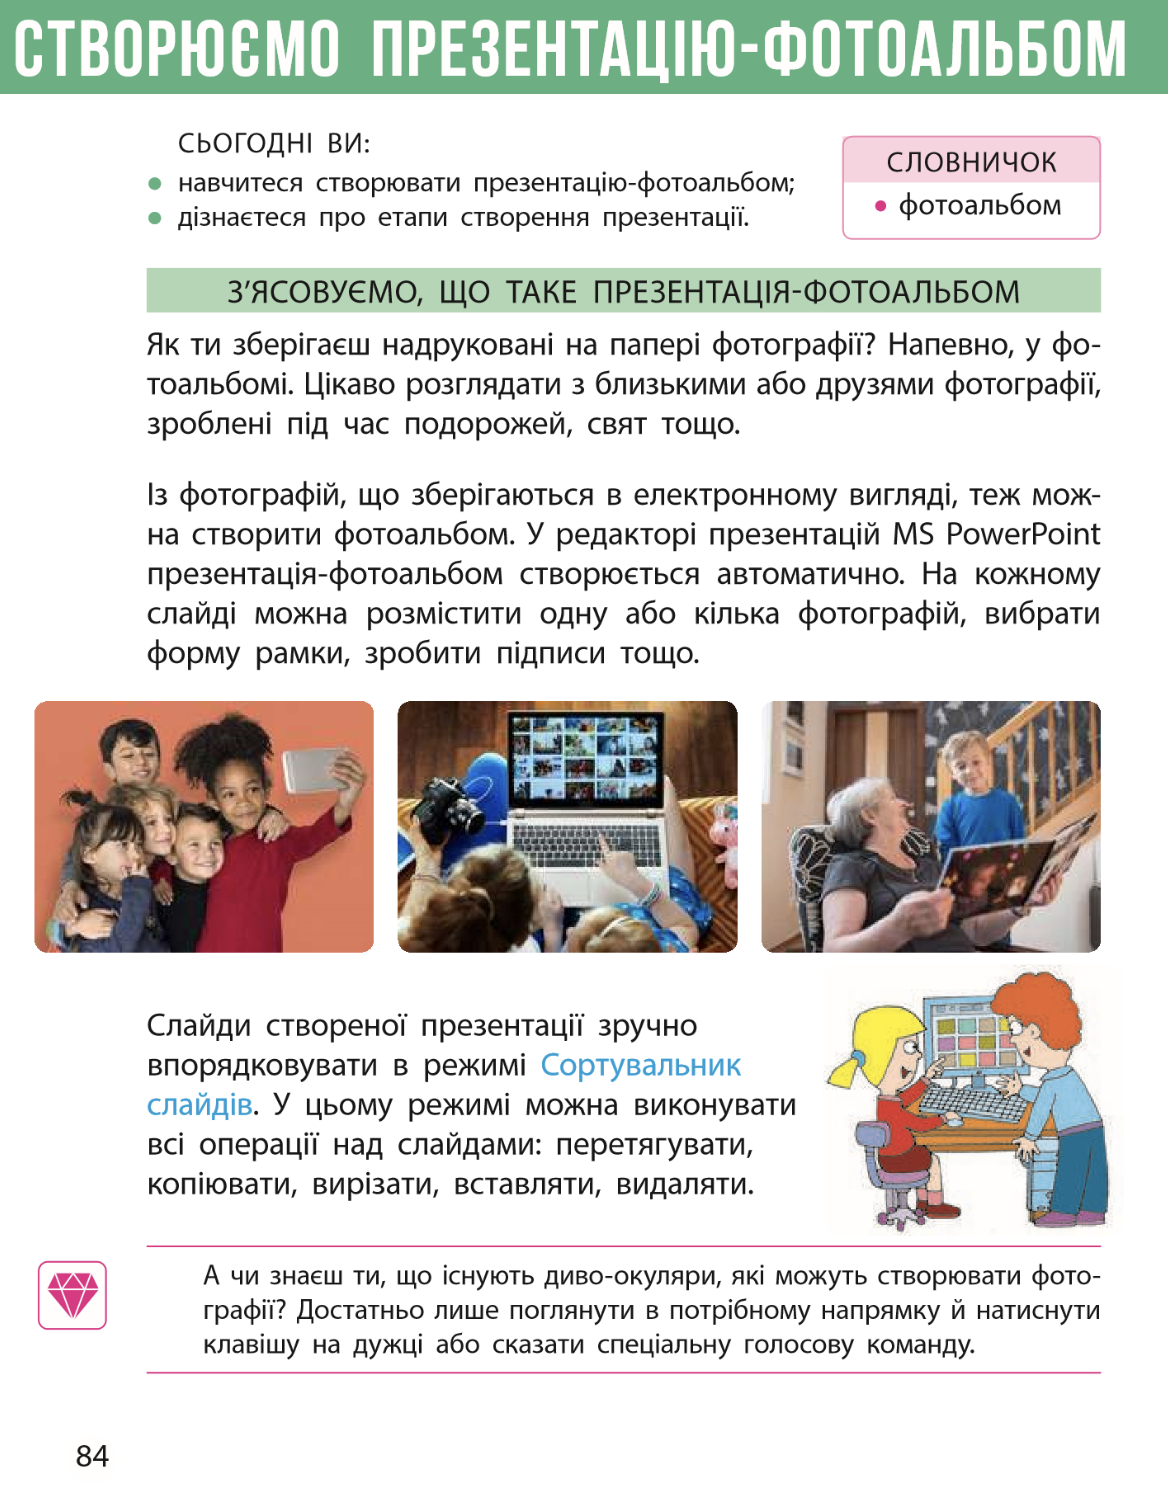 СТВОРЮЄМО ПРЕЗЕНТАЦІЮ-ФОТОАЛЬБОМ
СЬОГОДНІ ВИ:
• навчитеся створювати презентацію-фотоальбом;
• дізнаєтеся про етапи створення презентації.
СЛОВНИЧОК
• фотоальбом
З’ЯСОВУЄМО, ЩО ТАКЕ ПРЕЗЕНТАЦІЯ-ФОТОАЛЬБОМ
Як ти зберігаєш надруковані на папері фотографії? Напевно, у фо-
тоальбомі. Цікаво розглядати з близькими або друзями фотографії,
зроблені під час подорожей, свят тощо.
Із фотографій, що зберігаються в електронному вигляді, теж мож-
на створити фотоальбом. У редакторі презентацій MS PowerPoint
презентація-фотоальбом створюється автоматично. На кожному
слайді можна розмістити одну або кілька фотографій, вибрати
форму рамки, зробити підписи тощо.
Слайди створеної презентації зручно
впорядковувати в режимі Сортувальник
слайдів. У цьому режимі можна виконувати
всі операції над слайдами: перетягувати,
копіювати, вирізати, вставляти, видаляти.
А чи знаєш ти, що існують диво-окуляри, які можуть створювати фото-
графії? Достатньо лише поглянути в потрібному напрямку й натиснути
клавішу на дужці або сказати спеціальну голосову команду.
84